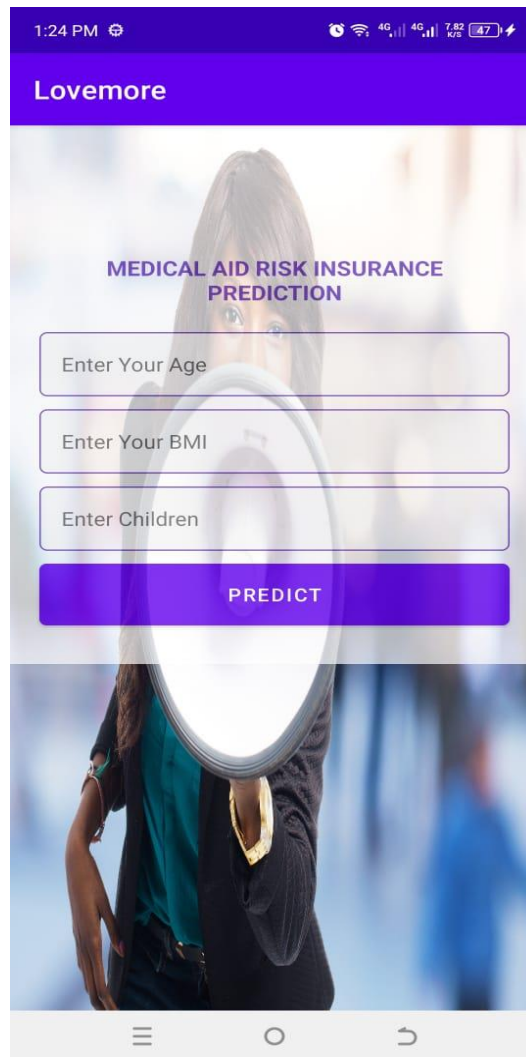 1:24 PM 4G 4G 7.82 K/S 47
Lovemore
MEDICAL AID RISK INSURANCE
PREDICTION
Enter Your Age
Enter Your BMI
Enter Children
PREDICT